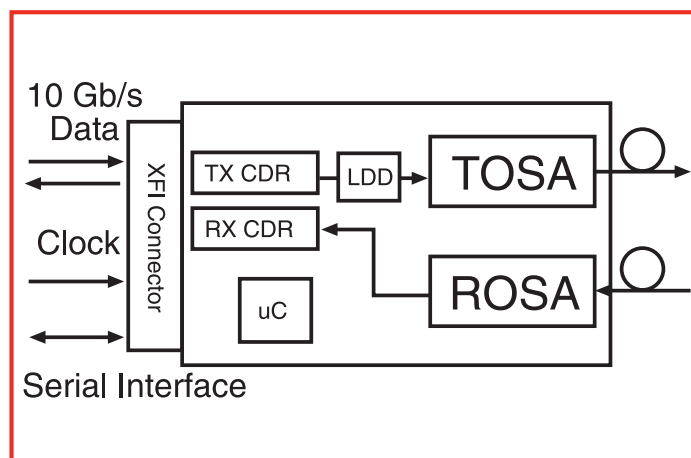 10 Gb/s
Data
Clock
Serial Interface
XFI Connector
TX CDR
LDD
TOSA
RX CDR
ROSA
uC